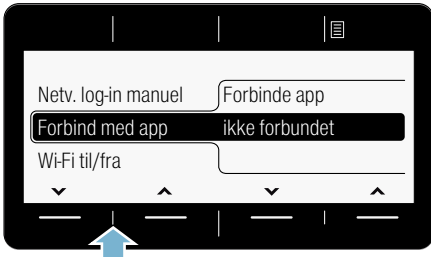 Netv. log-in manuel Forbinde app
Forbind med app ikke forbundet
Wi-Fi til/fra